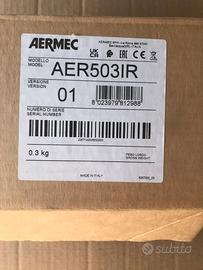 AERMEC
MODELLO
MODEL
AER503IR
VERSIONE
VERSION
01
8 023979 812988
NUMERO DI SERIE
SERIAL NUMBER
0.3 kg
PESO LORDO
GROSS WEIGHT
MADE IN ITALY
subito